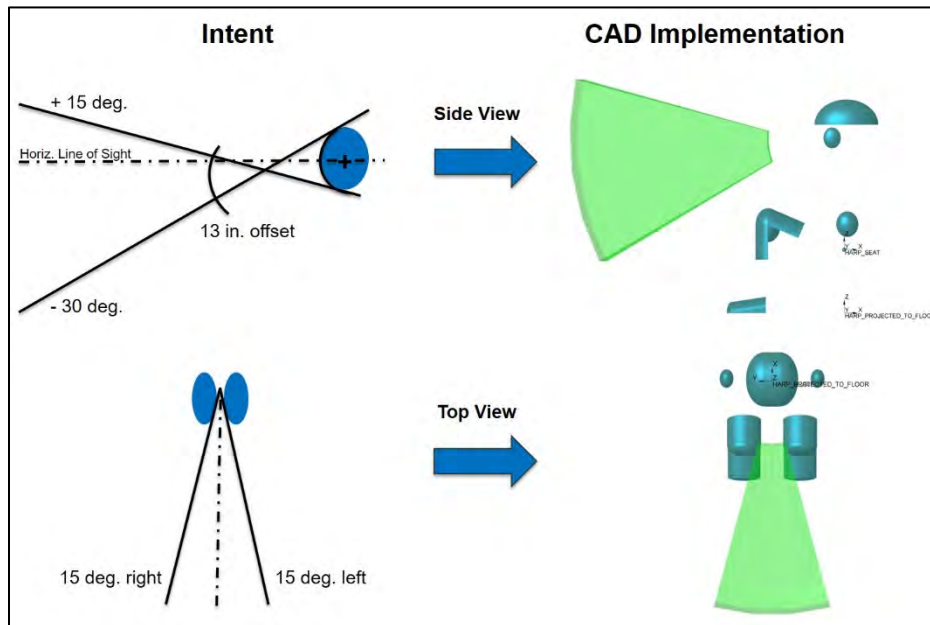 Intent
CAD Implementation
+ 15 deg.
Side View
Horiz. Line of Sight
13 in. offset
- 30 deg.
Z
Y X
HARP_SEAT
Z
Y X
HARP_PROJECTED_TO_FLOO
Top View
X
Y Z
15 deg. right
15 deg. left